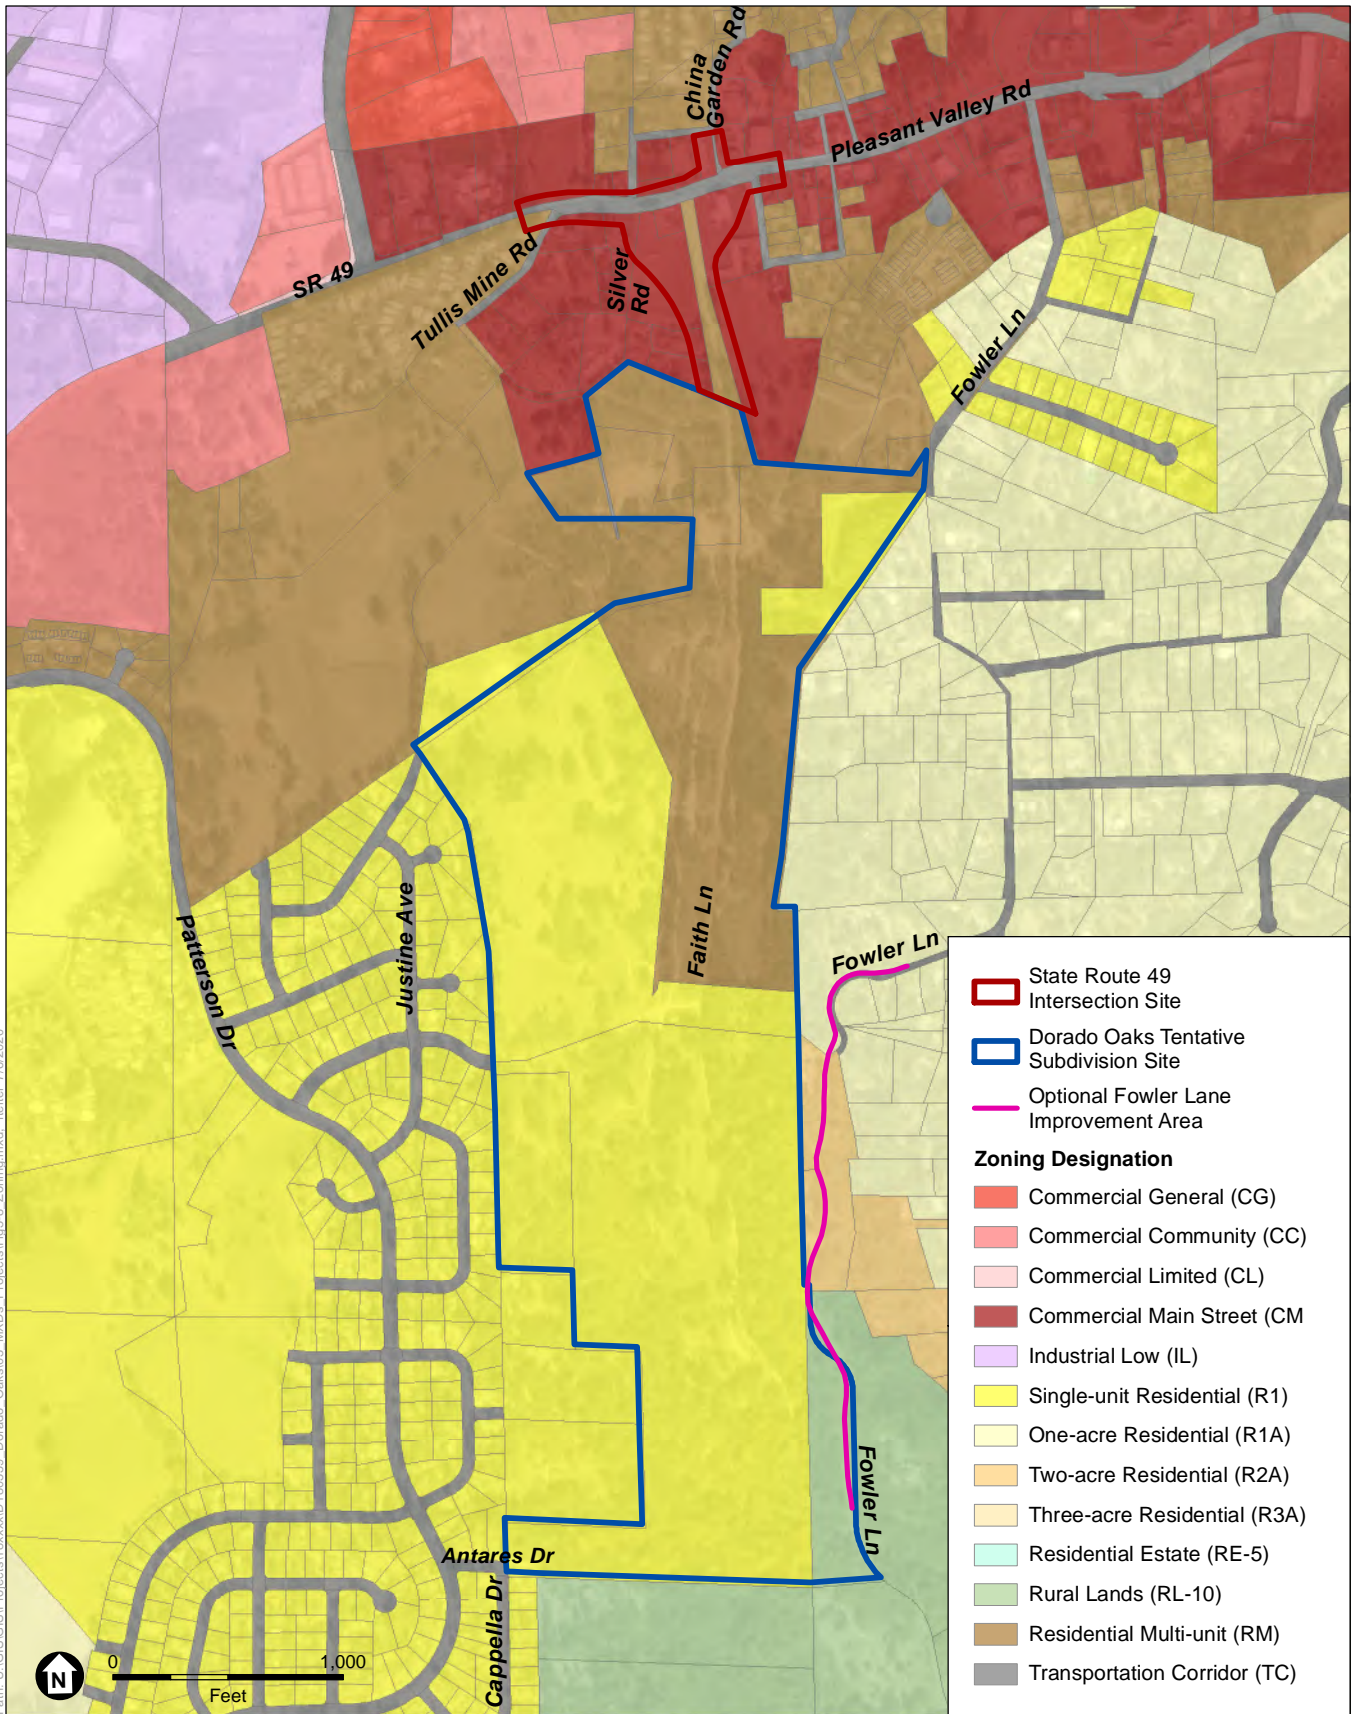 China
Garden Rd
Pleasant Valley Rd
SR 49
Tullis Mine Rd
Silver
Rd
Fowler Ln
Patterson Dr
Justine Ave
Faith Ln
Fowler Ln
Fowler Ln
Antares Dr
Cappella Dr
N
0 1,000
Feet
State Route 49
Intersection Site
Dorado Oaks Tentative
Subdivision Site
Optional Fowler Lane
Improvement Area
Zoning Designation
Commercial General (CG)
Commercial Community (CC)
Commercial Limited (CL)
Commercial Main Street (CM
Industrial Low (IL)
Single-unit Residential (R1)
One-acre Residential (R1A)
Two-acre Residential (R2A)
Three-acre Residential (R3A)
Residential Estate (RE-5)
Rural Lands (RL-10)
Residential Multi-unit (RM)
Transportation Corridor (TC)